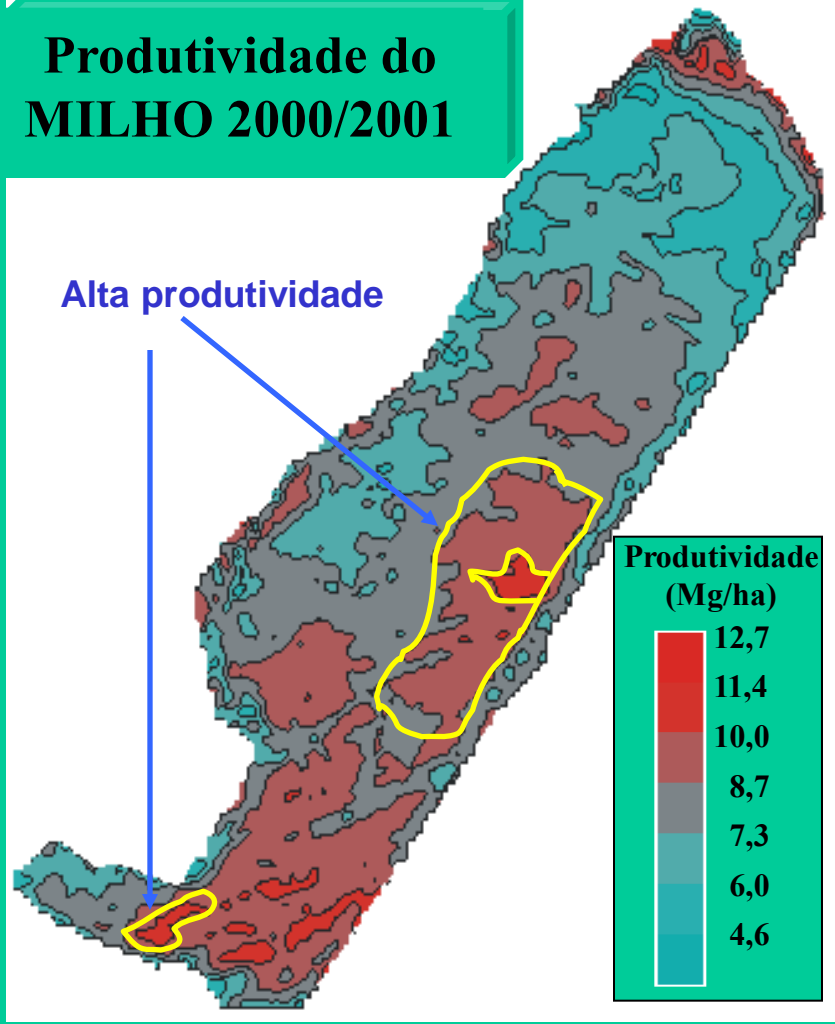 Produtividade do
MILHO 2000/2001
Alta produtividade
Produtividade
(Mg/ha)
12,7
11,4
10,0
8,7
7,3
6,0
4,6